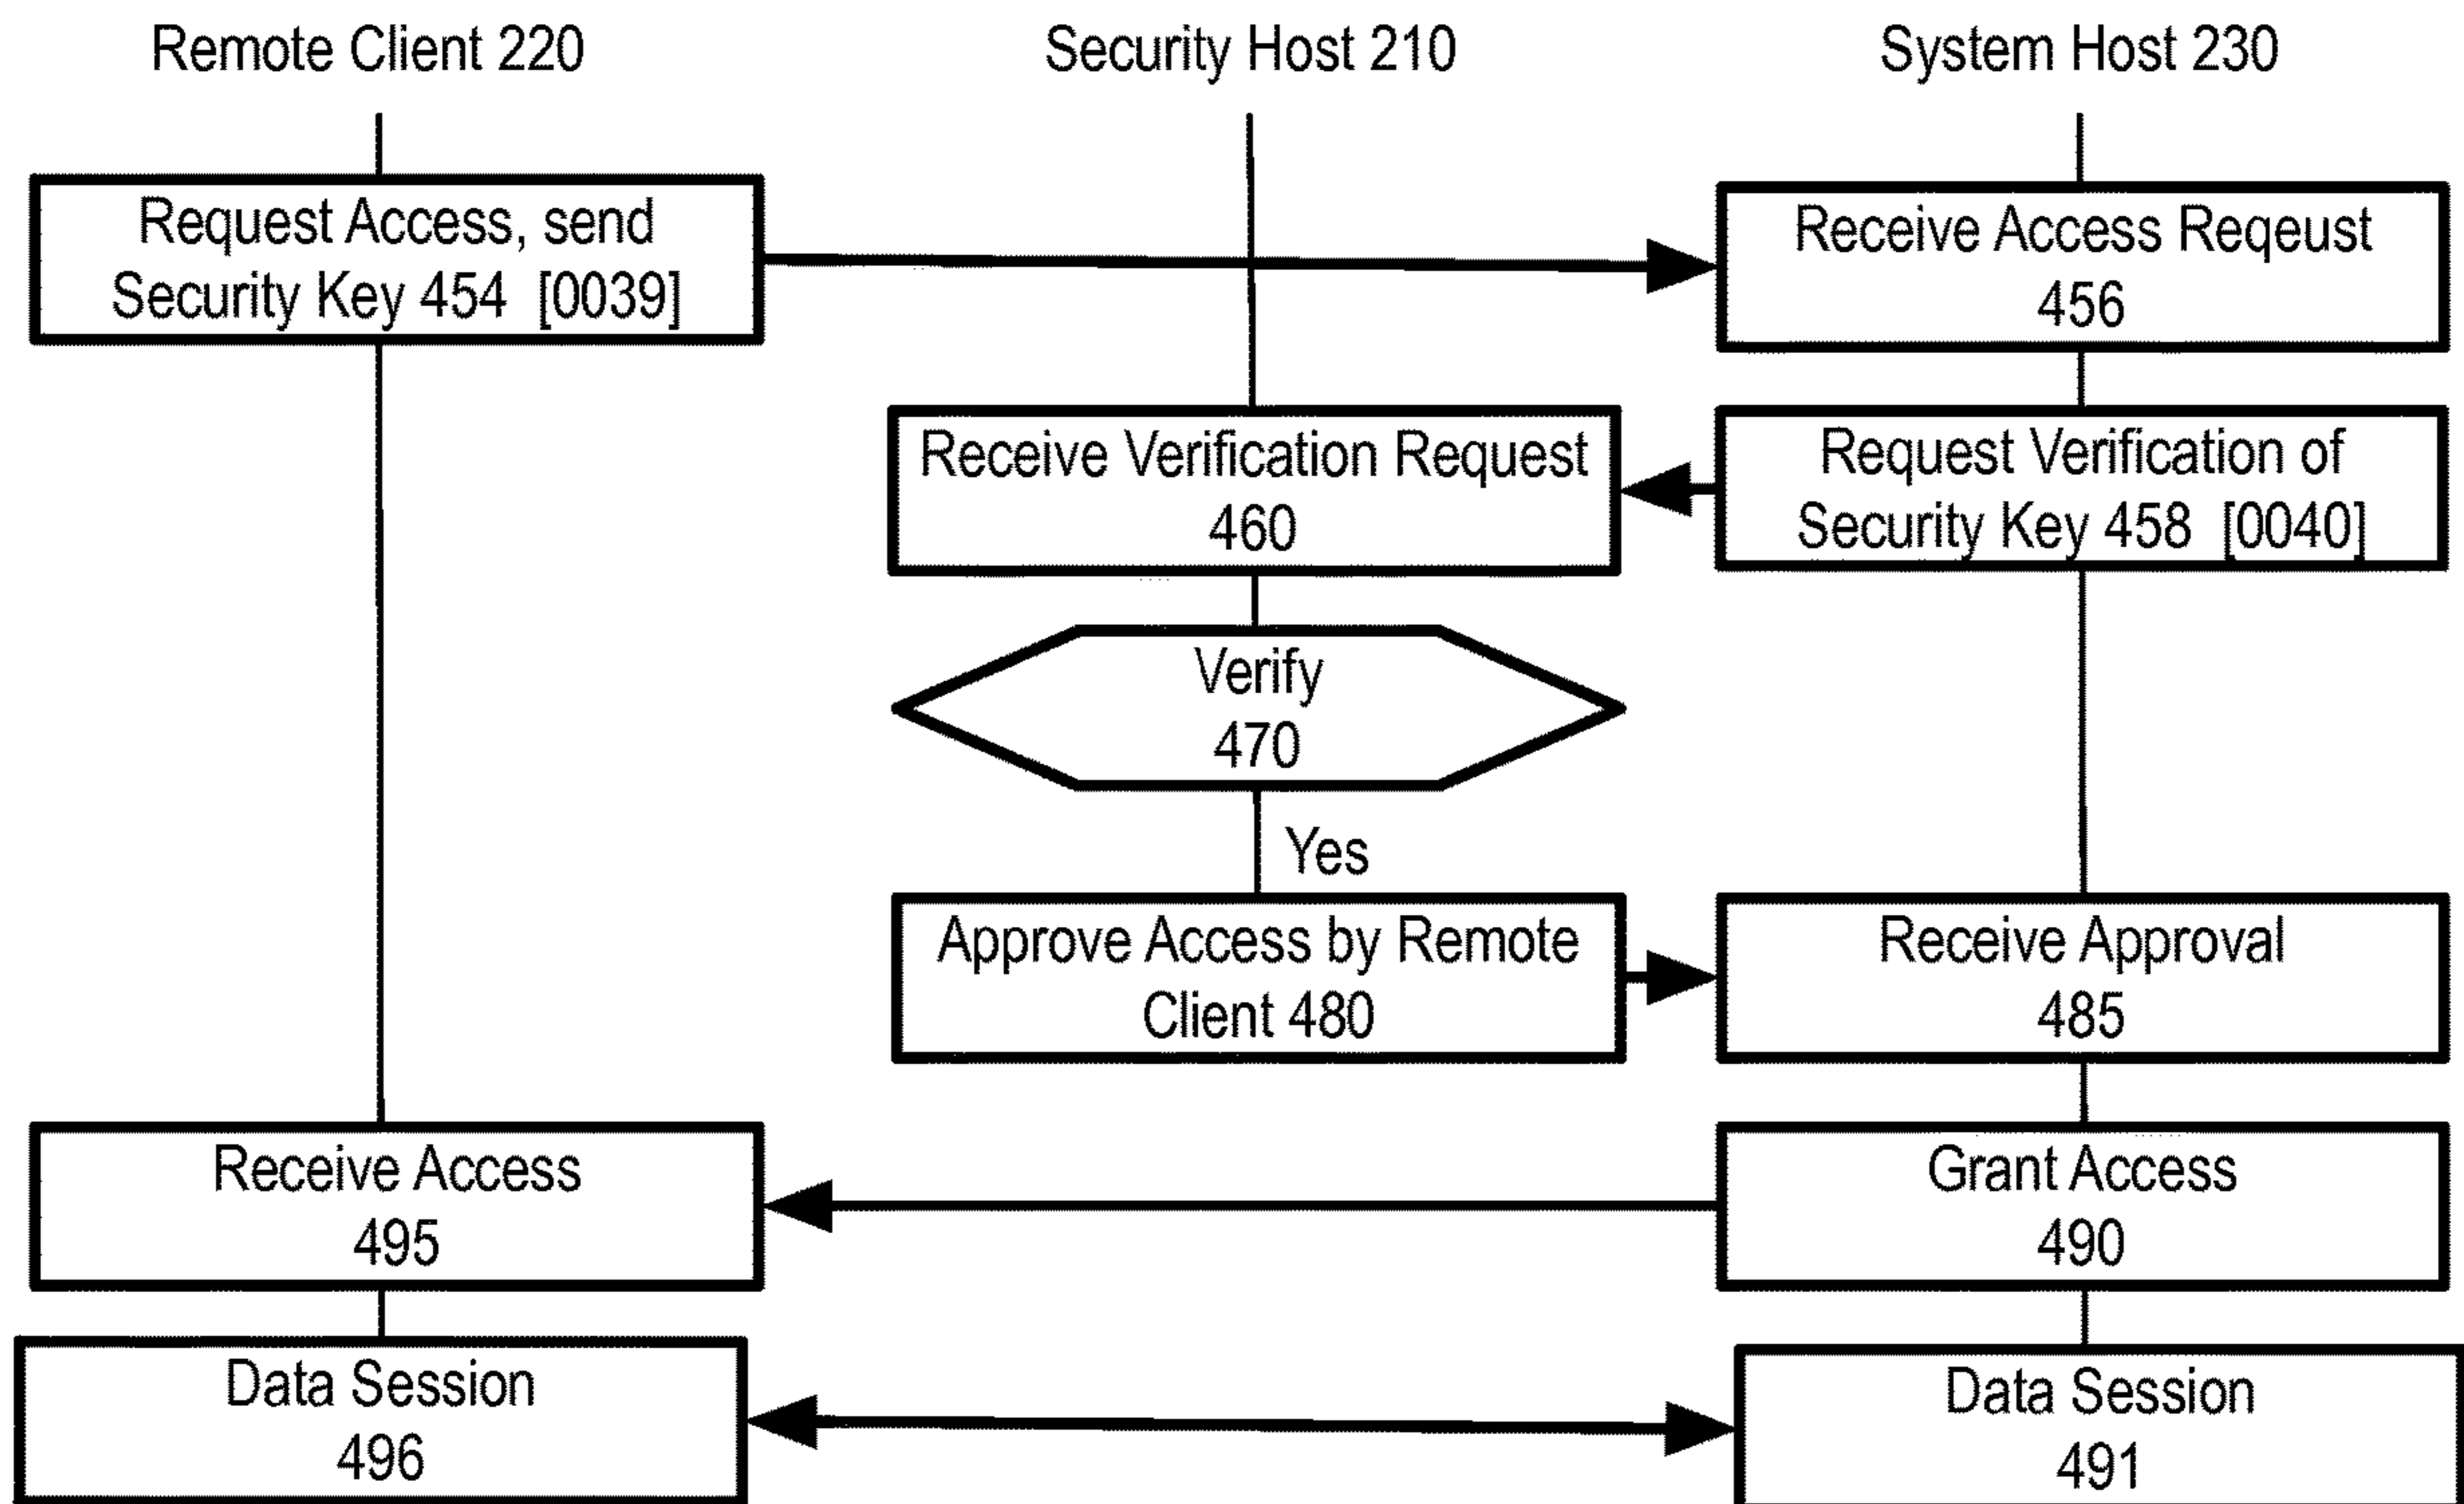 Remote Client 220
Security Host 210
System Host 230
Request Access, send
Security Key 454 [0039]
Receive Access Reqeust
456
Receive Verification Request
460
Request Verification of
Security Key 458 [0040]
Verify
470
Yes
Approve Access by Remote
Client 480
Receive Approval
485
Receive Access
495
Grant Access
490
Data Session
496
Data Session
491